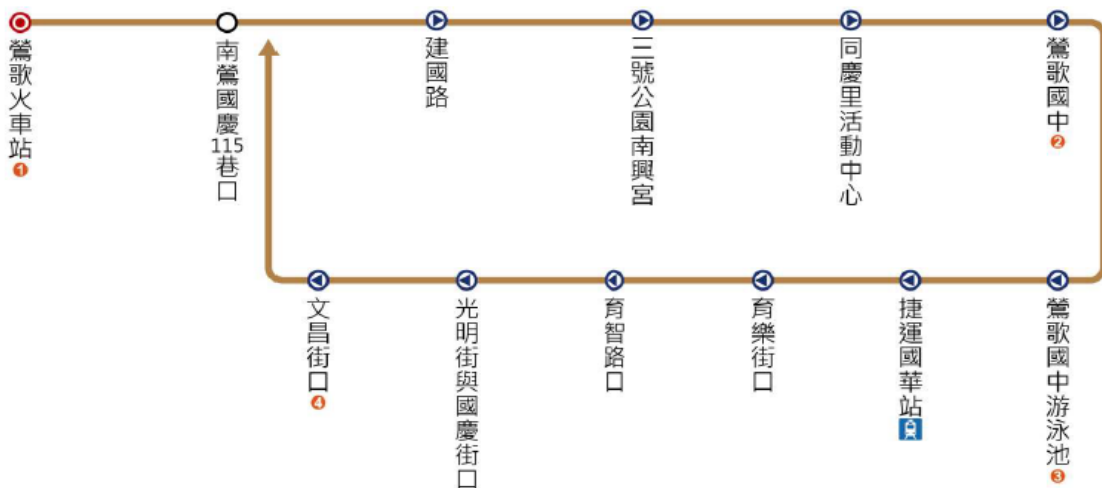 鶯歌火車站1
南鶯國慶115巷口
建國路
三號公園南興宮
同慶里活動中心
鶯歌國中2
鶯歌國中游泳池3
捷運國華站
育樂街口
育智路口
光明街與國慶街口
文昌街口4